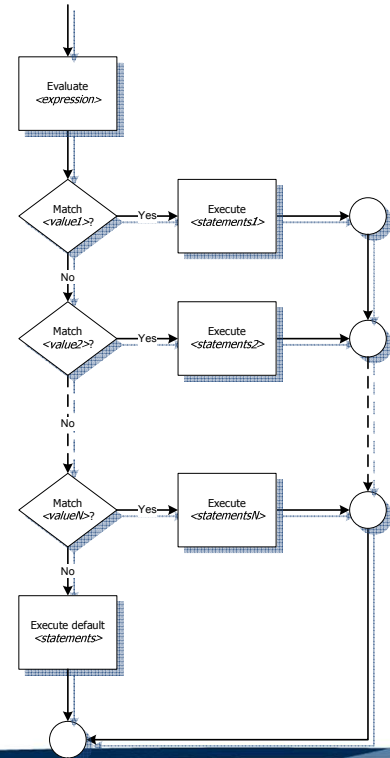 Evaluate
<expression>
Match
<value1>?
Yes
Execute
<statements1>
No
Match
<value2>?
Yes
Execute
<statements2>
No
Match
<valueN>?
Yes
Execute
<statementsN>
No
Execute default
<statements>